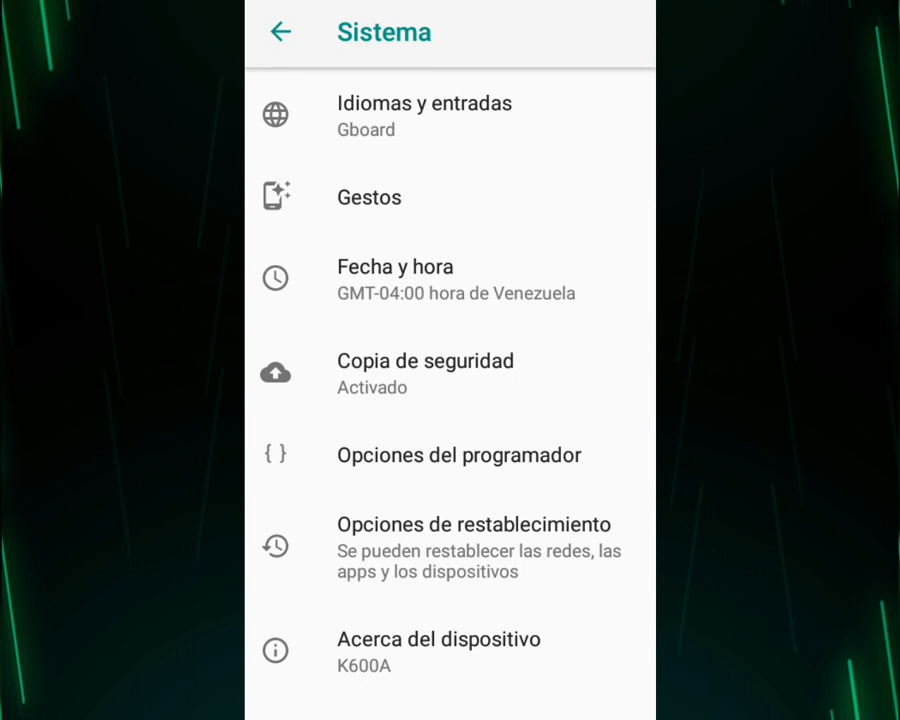 Sistema
Idiomas y entradas
Gboard
Gestos
Fecha y hora
GMT-04:00 hora de Venezuela
Copia de seguridad
Activado
{ } Opciones del programador
Opciones de restablecimiento
Se pueden restablecer las redes, las
apps y los dispositivos
Acerca del dispositivo
K600A